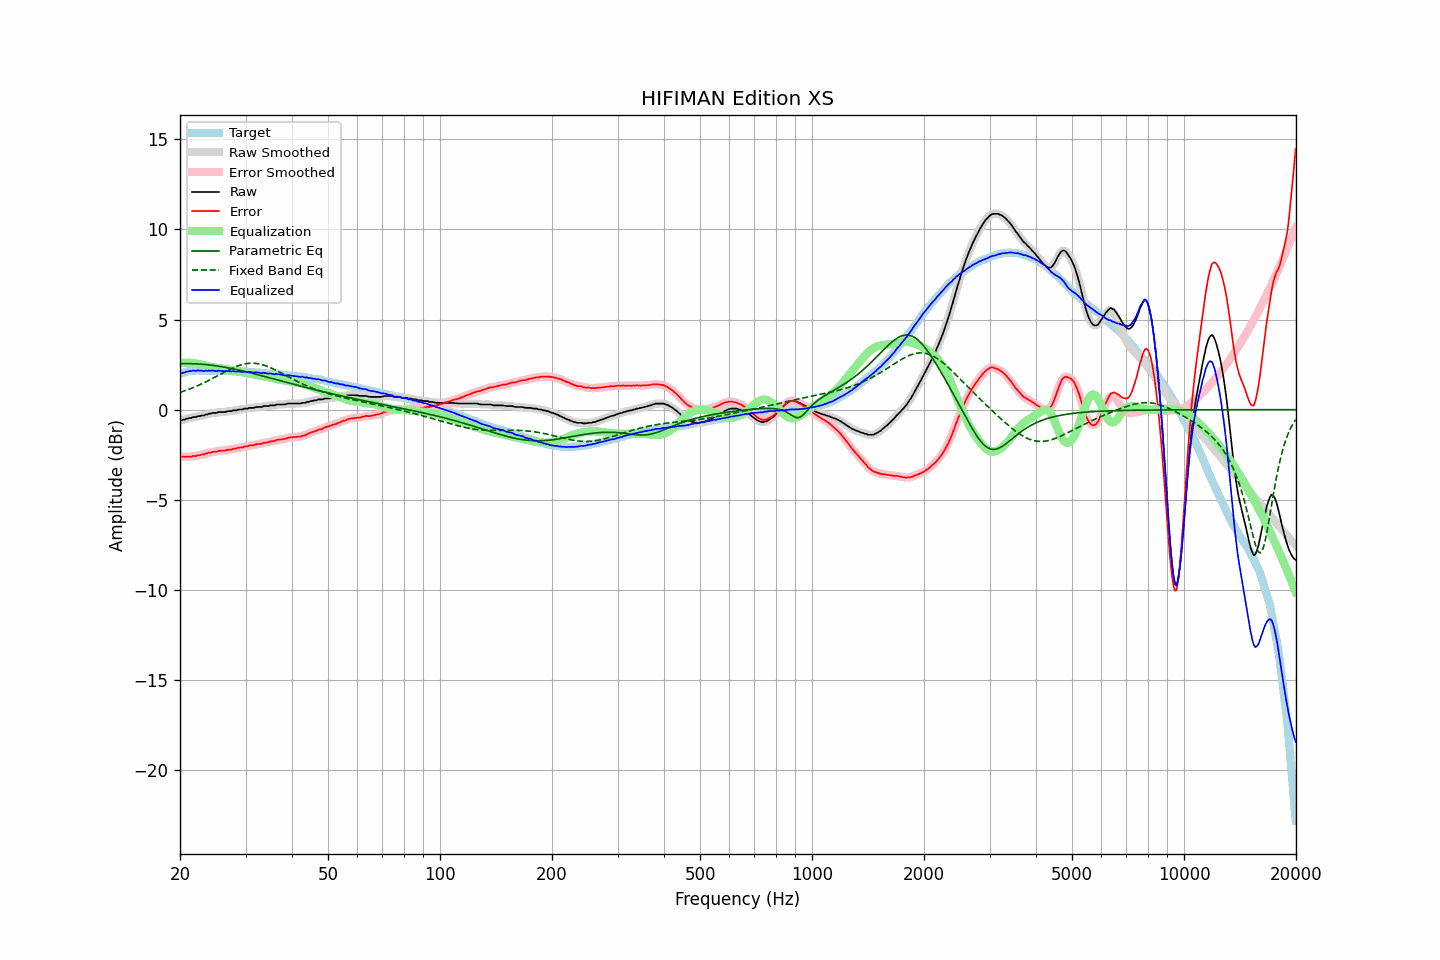 HIFIMAN Edition XS
Target
Raw Smoothed
Error Smoothed
Raw
Error
Equalization
Parametric Eq
Fixed Band Eq
Equalized
15
10
5
0
−5
−10
−15
−20
Amplitude (dBr)
20
50
100
200
500
1000
2000
5000
10000
20000
Frequency (Hz)